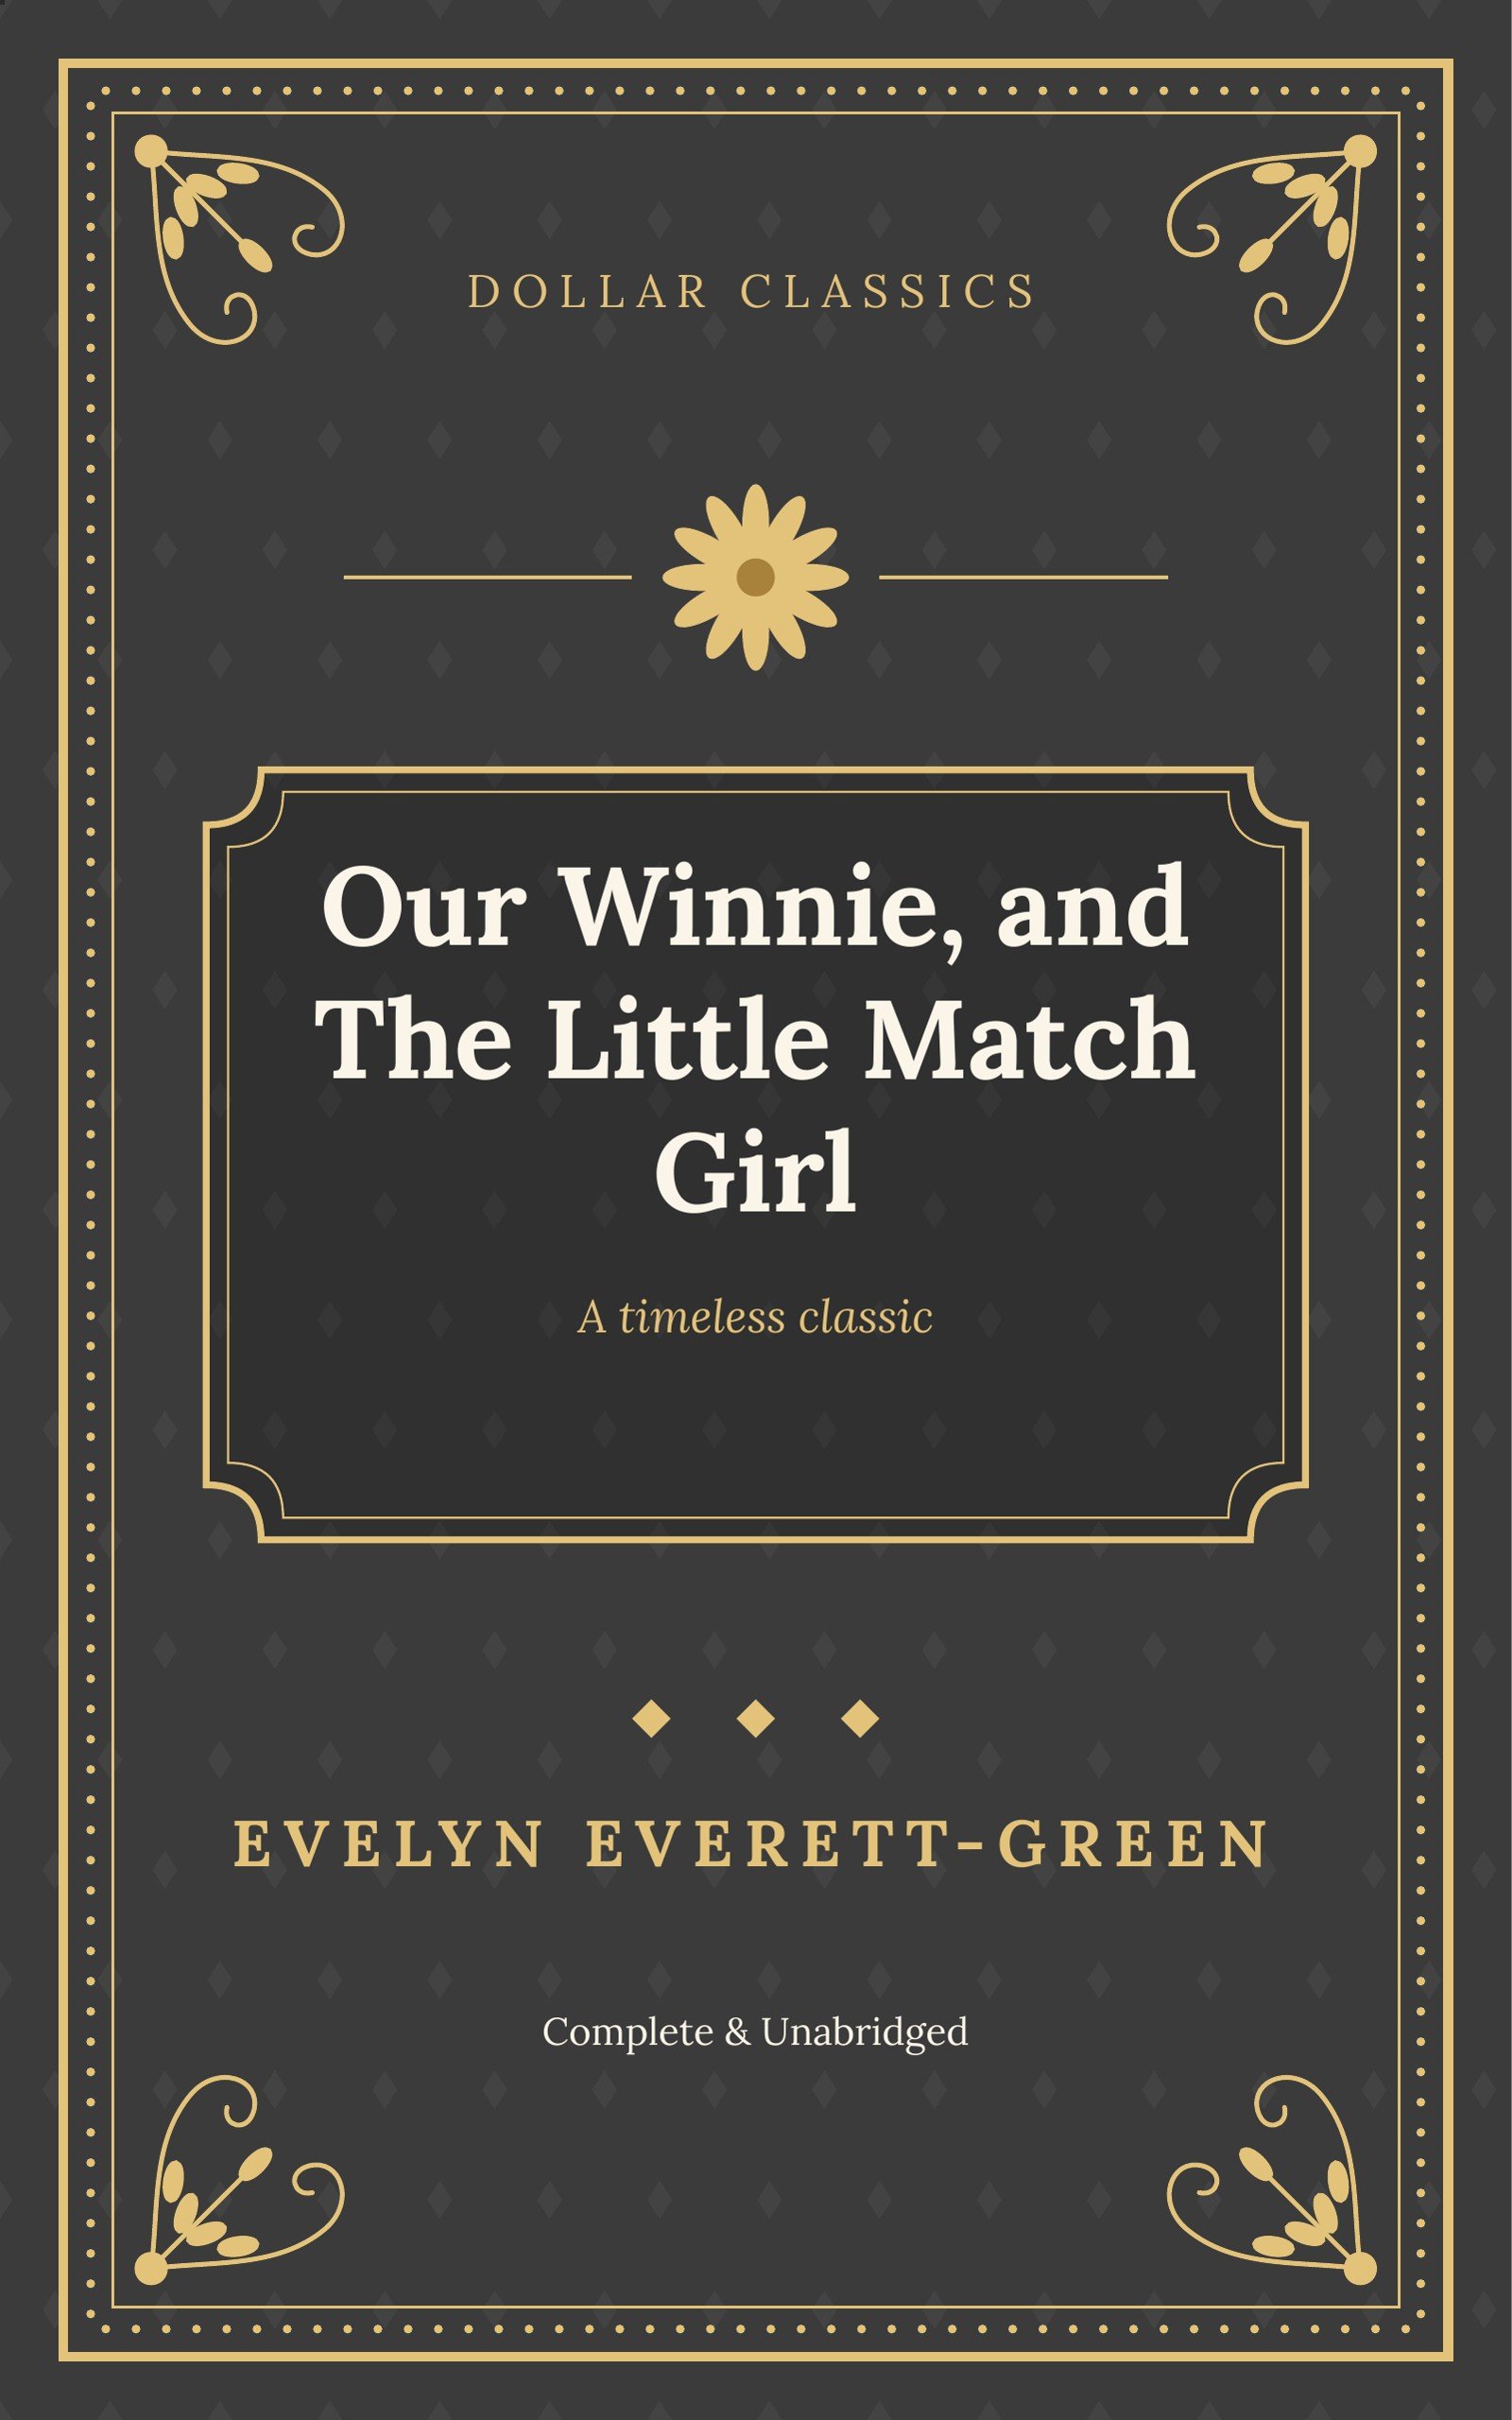 DOLLAR CLASSICS
Our Winnie, and
The Little Match
Girl
A timeless classic
EVELYN EVERETT-GREEN
Complete & Unabridged